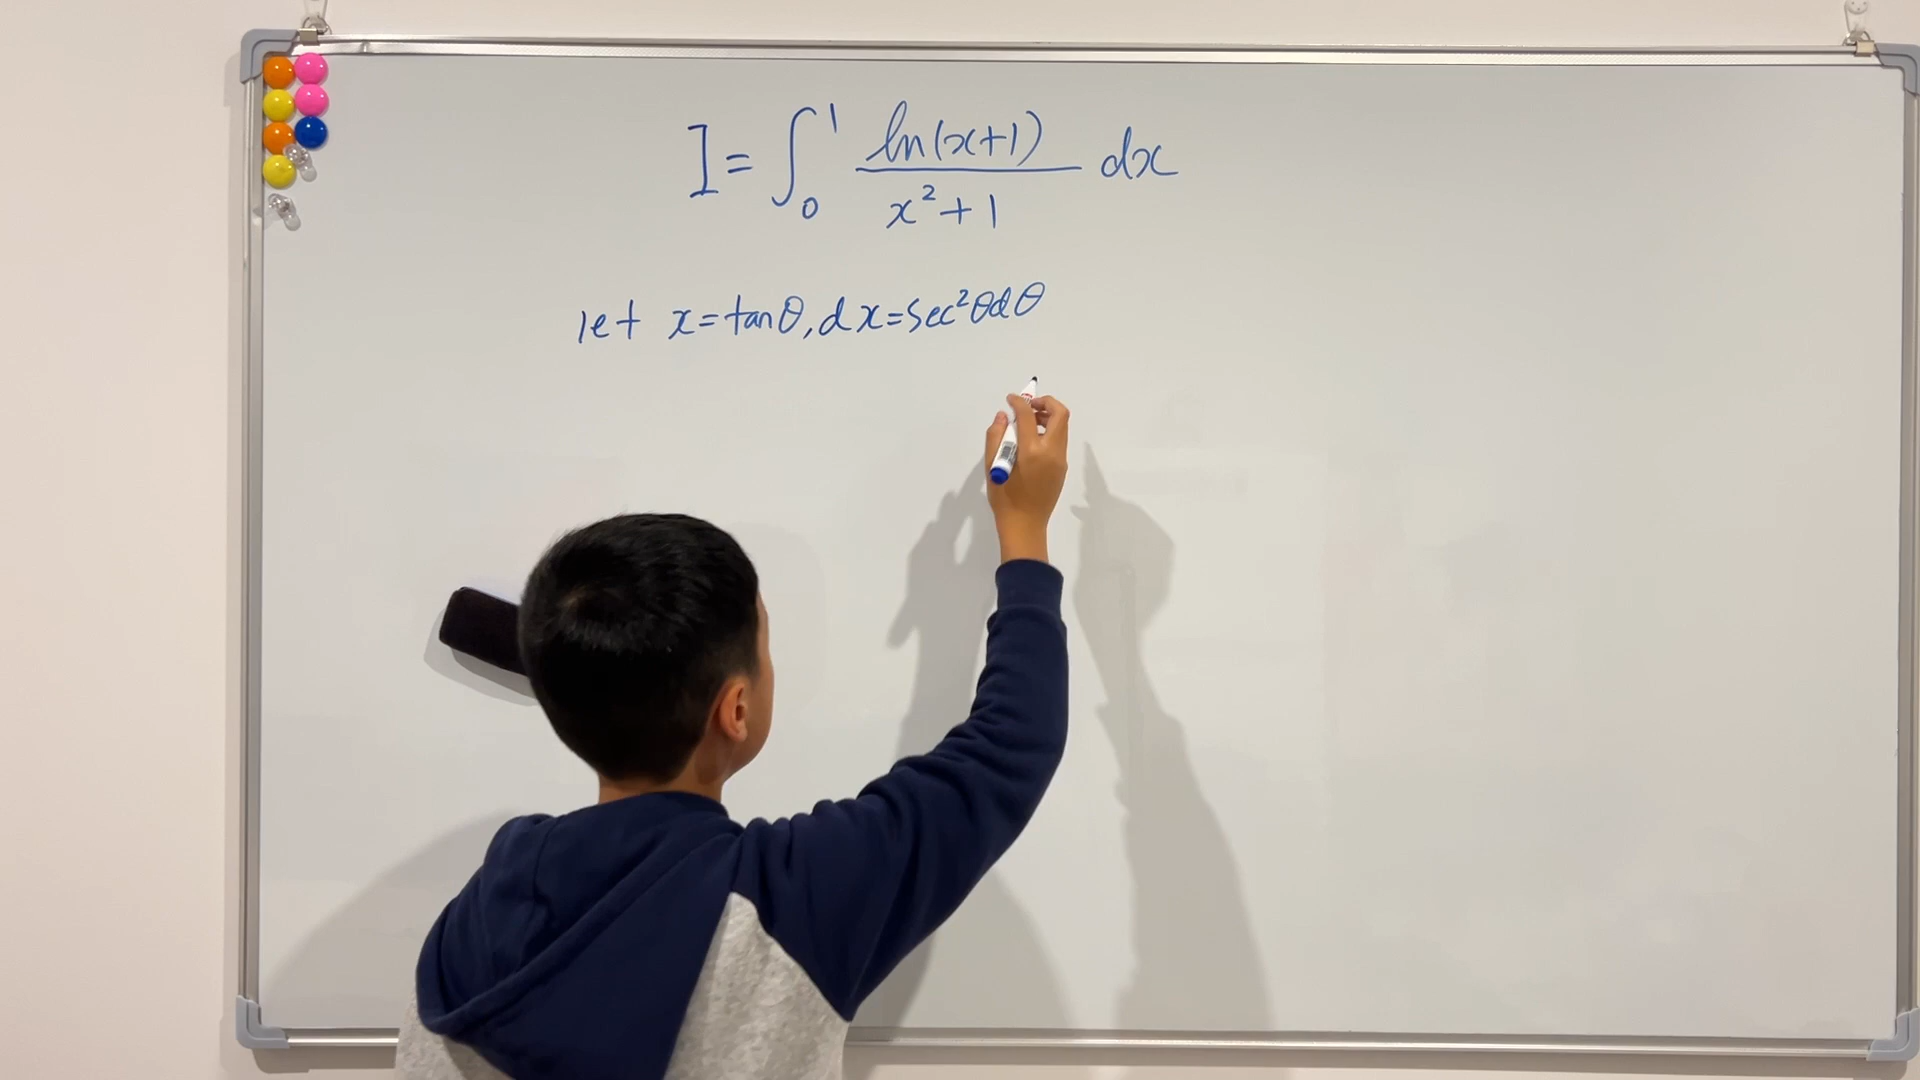 I = ∫₀¹ ln(x+1) / (x²+1) dx
let x = tanθ, dx = sec²θdθ